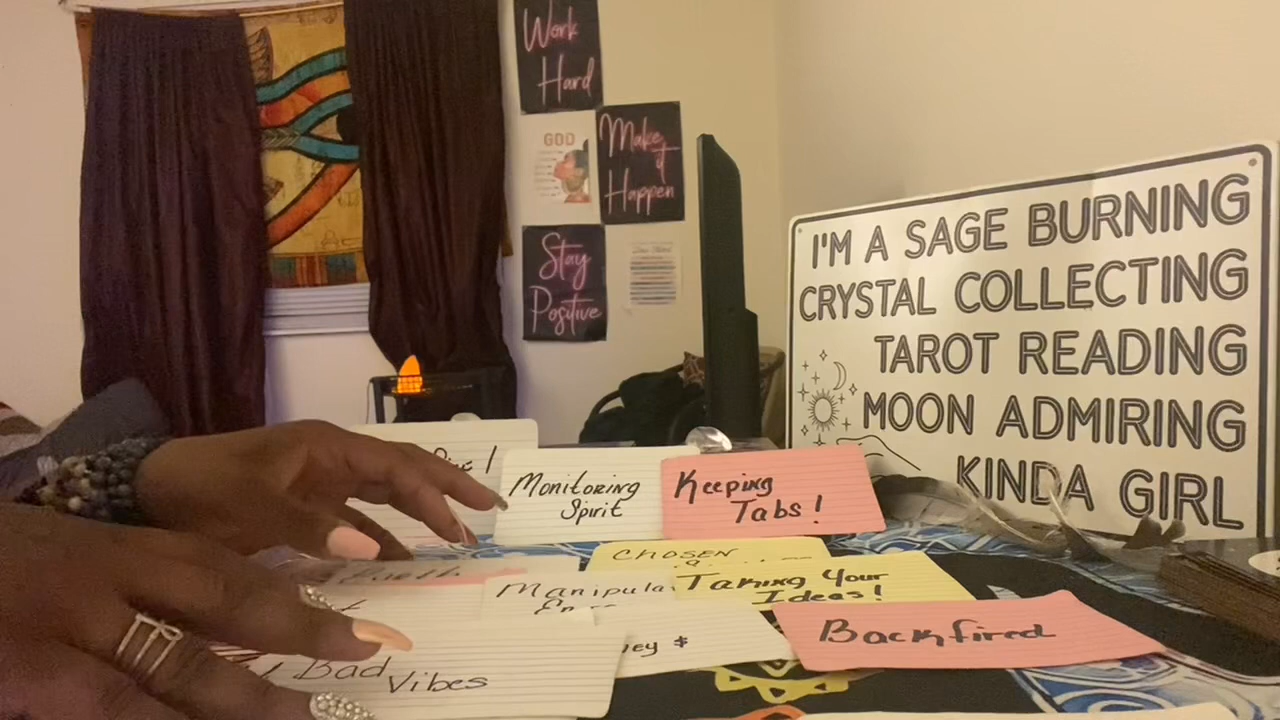 Work
Hard
GOD
Make
it
Happen
Stay
Positive
I'M A SAGE BURNING
CRYSTAL COLLECTING
TAROT READING
MOON ADMIRING
KINDA GIRL
Monitoring
Spirit
Keeping
Tabs!
CHOSEN
Taking Your
Ideas!
Backfired
Bad
Vibes